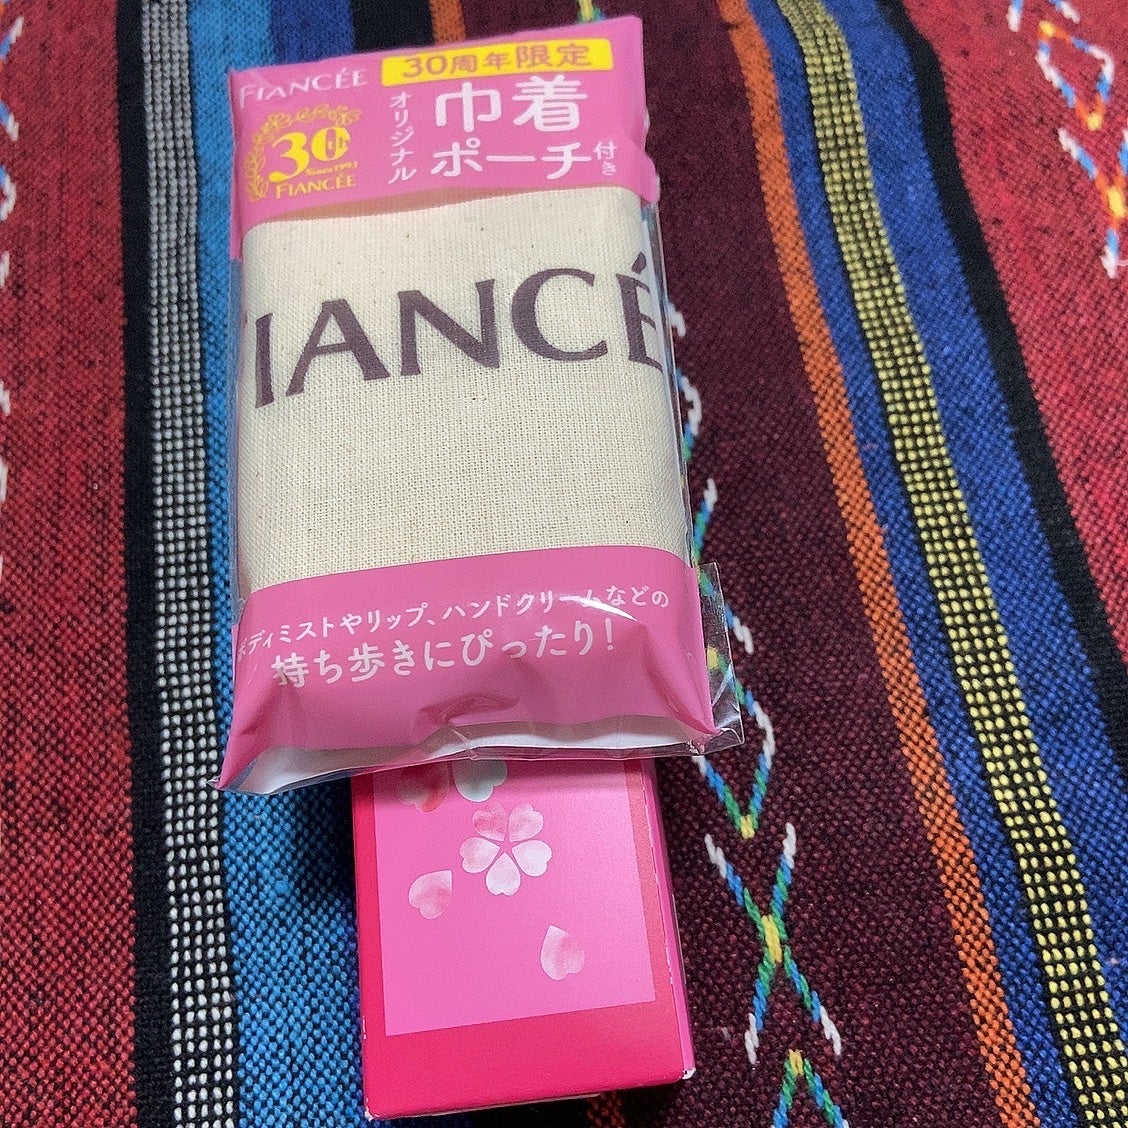 30周年限定
FIANCÉE
オリジナル
巾着
ポーチ付き
30th
Since1993
FIANCÉE
IANCÉ
ボディミストやリップ、ハンドクリームなどの
持ち歩きにぴったり!